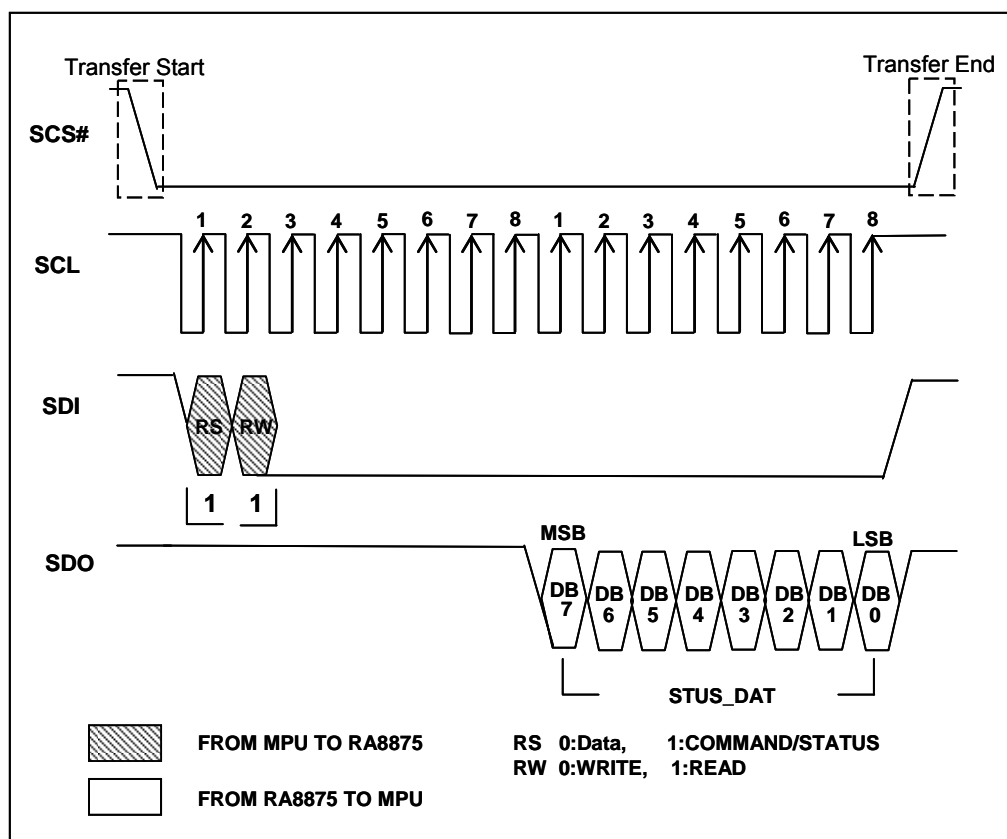 Transfer Start
Transfer End
SCS#
1 2 3 4 5 6 7 8 1 2 3 4 5 6 7 8
SCL
SDI
RS RW
1 1
MSB LSB
SDO
DB DB DB DB DB DB DB DB
7 6 5 4 3 2 1 0
STUS_DAT
FROM MPU TO RA8875
RS 0:Data, 1:COMMAND/STATUS
RW 0:WRITE, 1:READ
FROM RA8875 TO MPU